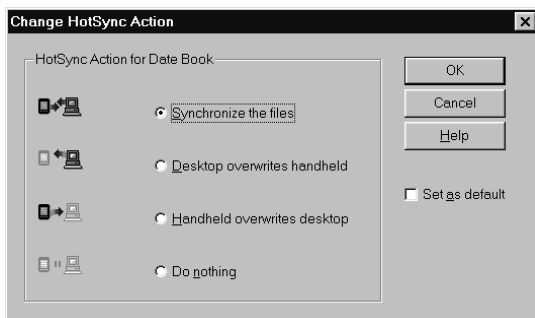 Change HotSync Action
HotSync Action for Date Book
Synchronize the files
Desktop overwrites handheld
Handheld overwrites desktop
Do nothing
OK
Cancel
Help
Set as default